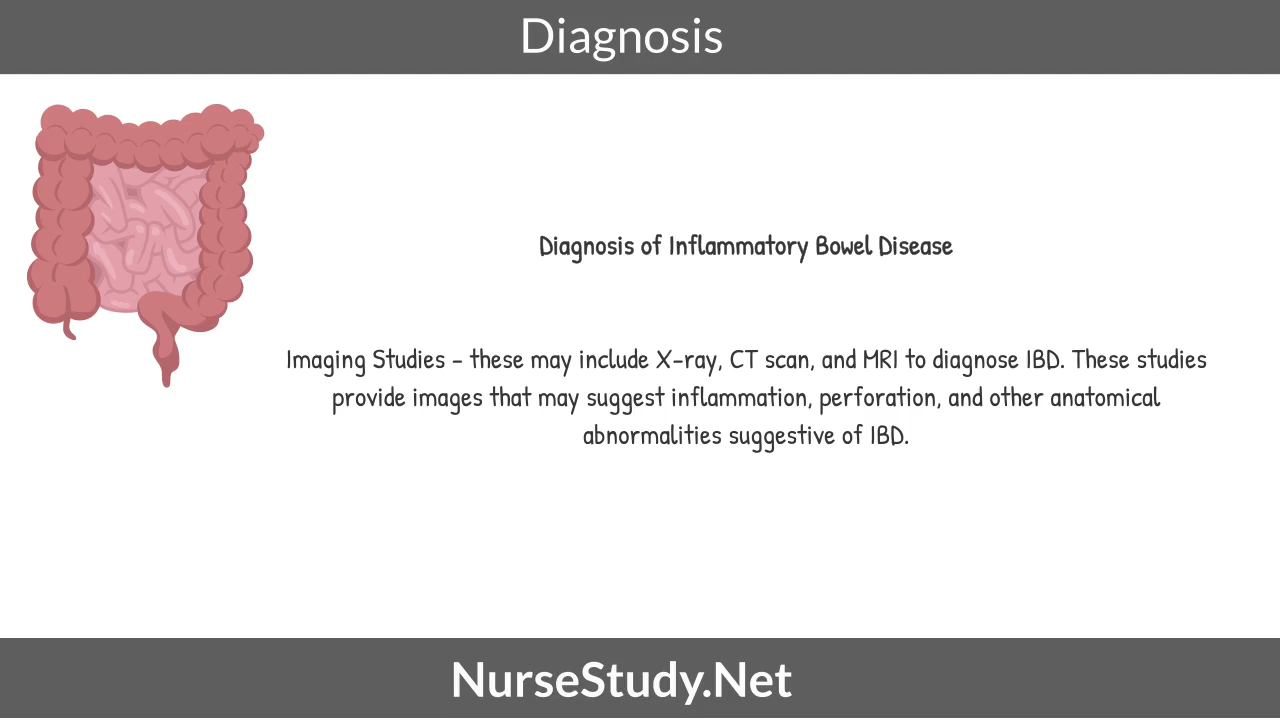 Diagnosis
Diagnosis of Inflammatory Bowel Disease
Imaging Studies – these may include X-ray, CT scan, and MRI to diagnose IBD. These studies
provide images that may suggest inflammation, perforation, and other anatomical
abnormalities suggestive of IBD.
NurseStudy.Net